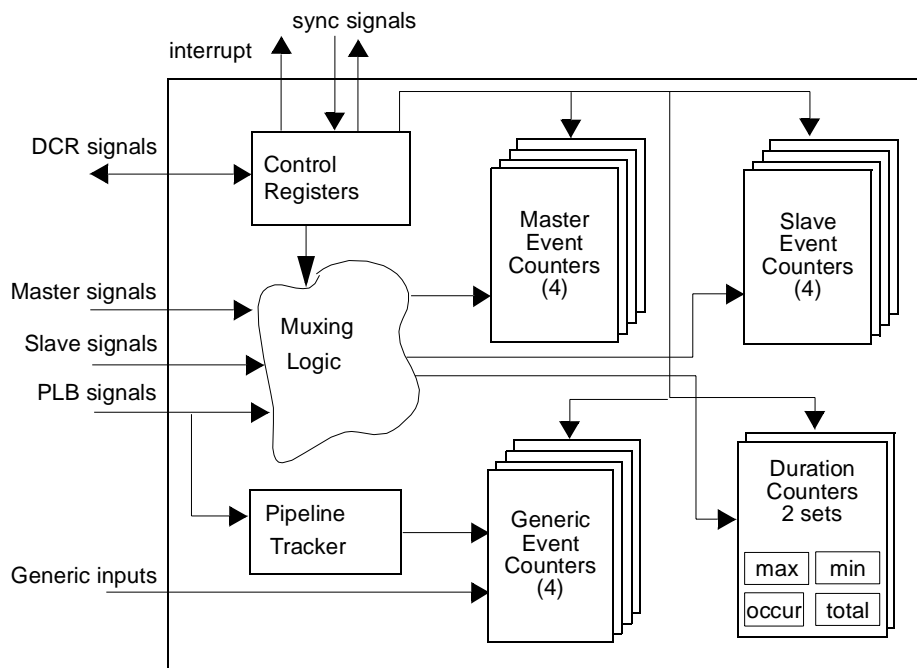 sync signals
interrupt
DCR signals
Control
Registers
Master
Event
Counters
(4)
Slave
Event
Counters
(4)
Master signals
Slave signals
PLB signals
Muxing
Logic
Pipeline
Tracker
Generic inputs
Generic
Event
Counters
(4)
Duration
Counters
2 sets
max
min
occur
total